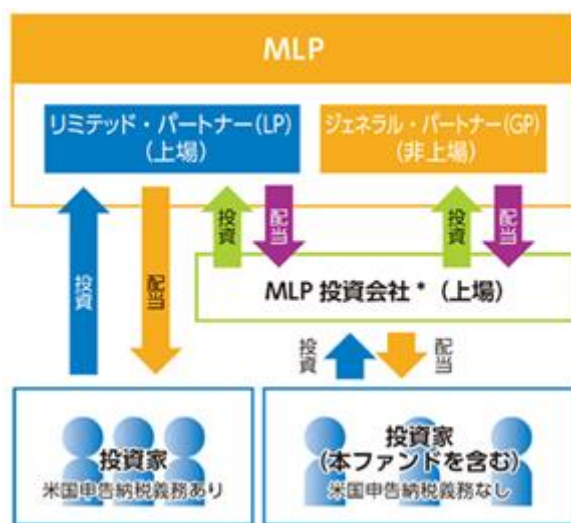 MLP
リミテッド・パートナー(LP)
(上場)
ジェネラル・パートナー(GP)
(非上場)
投資
配当
投資
配当
投資
配当
MLP 投資会社 * (上場)
投資
配当
投資家
米国申告納税義務あり
投資家
(本ファンドを含む)
米国申告納税義務なし